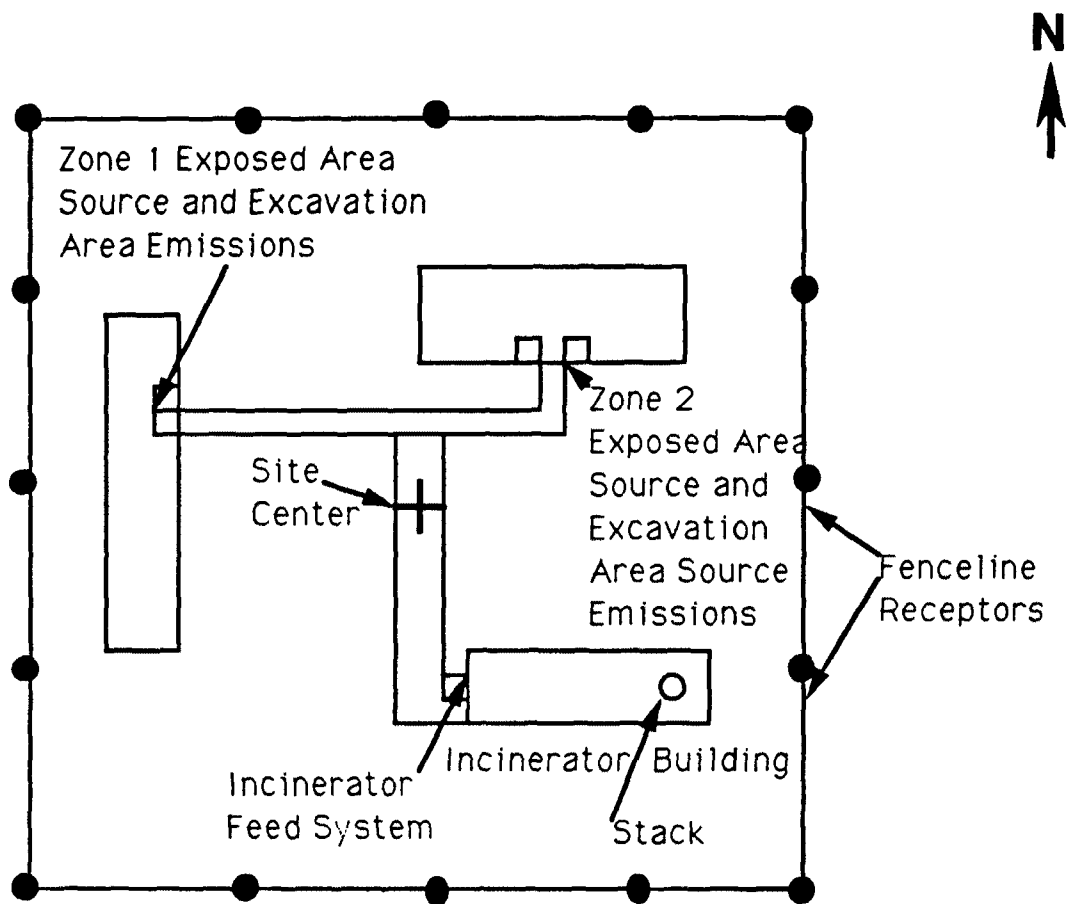 N
Zone 1 Exposed Area
Source and Excavation
Area Emissions
Zone 2
Exposed Area
Source and
Excavation
Area Source
Emissions
Site
Center
Fenceline
Receptors
Incinerator Building
Incinerator
Feed System
Stack